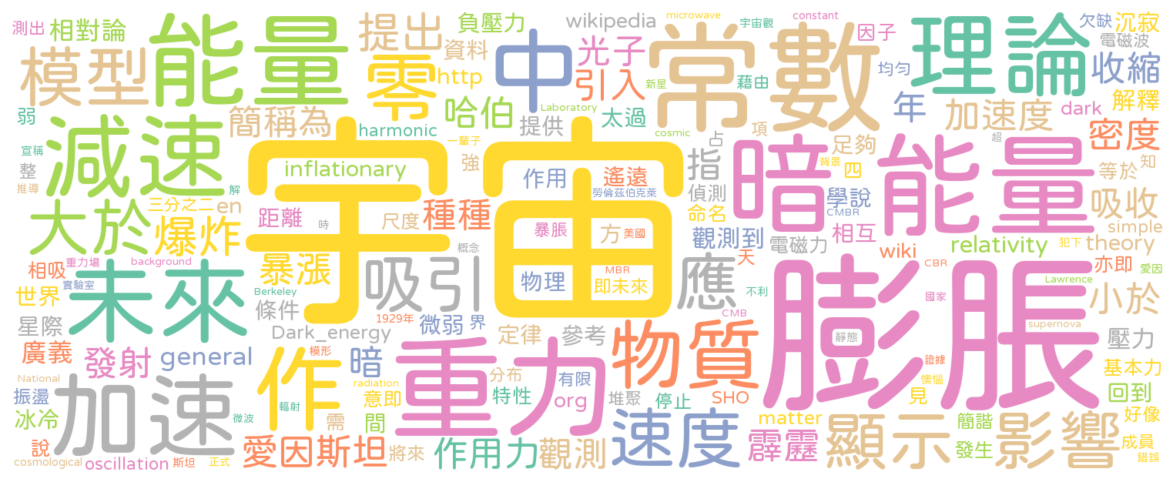 測出 相對論 能量 提出 負壓力 wikipedia microwave 宇宙觀 constant 因子 欠缺 沉寂
模型 零 資料 http 中 光子 引入 常數 藉由 新星 均勻 理論 電磁波 收縮
弱 簡稱為 哈伯 Laboratory 太過 年 加速度 dark 解釋
宣稱 減速 harmonic 提供 一輩子 cosmic 占 項 足夠 四 密度
整 推導 解 inflationary 強 作用 遙遠 指 背景 超 等於 知
大於 三分之二 en 爆炸 距離 時 尺度 種種 勞倫茲伯克萊 偵測 命名 CMBR 暗能量 學說 吸收 simple
宇宙 暴脹 美國 方 觀測到 電磁力 相互 relativity theory
相吸 重力場 background 暴漲 概念 吸引 物理 MBR 即未來 應 天 wiki CBR 犯下 亦即 愛因
世界 實驗室 未來 Berkeley 條件 1929年 微弱 界 不利 國家 Lawrence 小於
星際 Dark_energy 定律 參考 CMB 靜態 膨脹 supernova 壓力
廣義 發射 general 模形 重力 分布 有限 物質 證據 懊惱 基本力
National 振盪 作 暗 radiation 意即 特性 堆聚 停止 SHO 見 回到
冰冷 加速 微波 輻射 需 間 org 速度 matter 簡諧 好像
說 愛因斯坦 將來 作用力 觀測 霹靂 顯示 發生 影響 成員
cosmological oscillation 斯坦 正式 錯誤